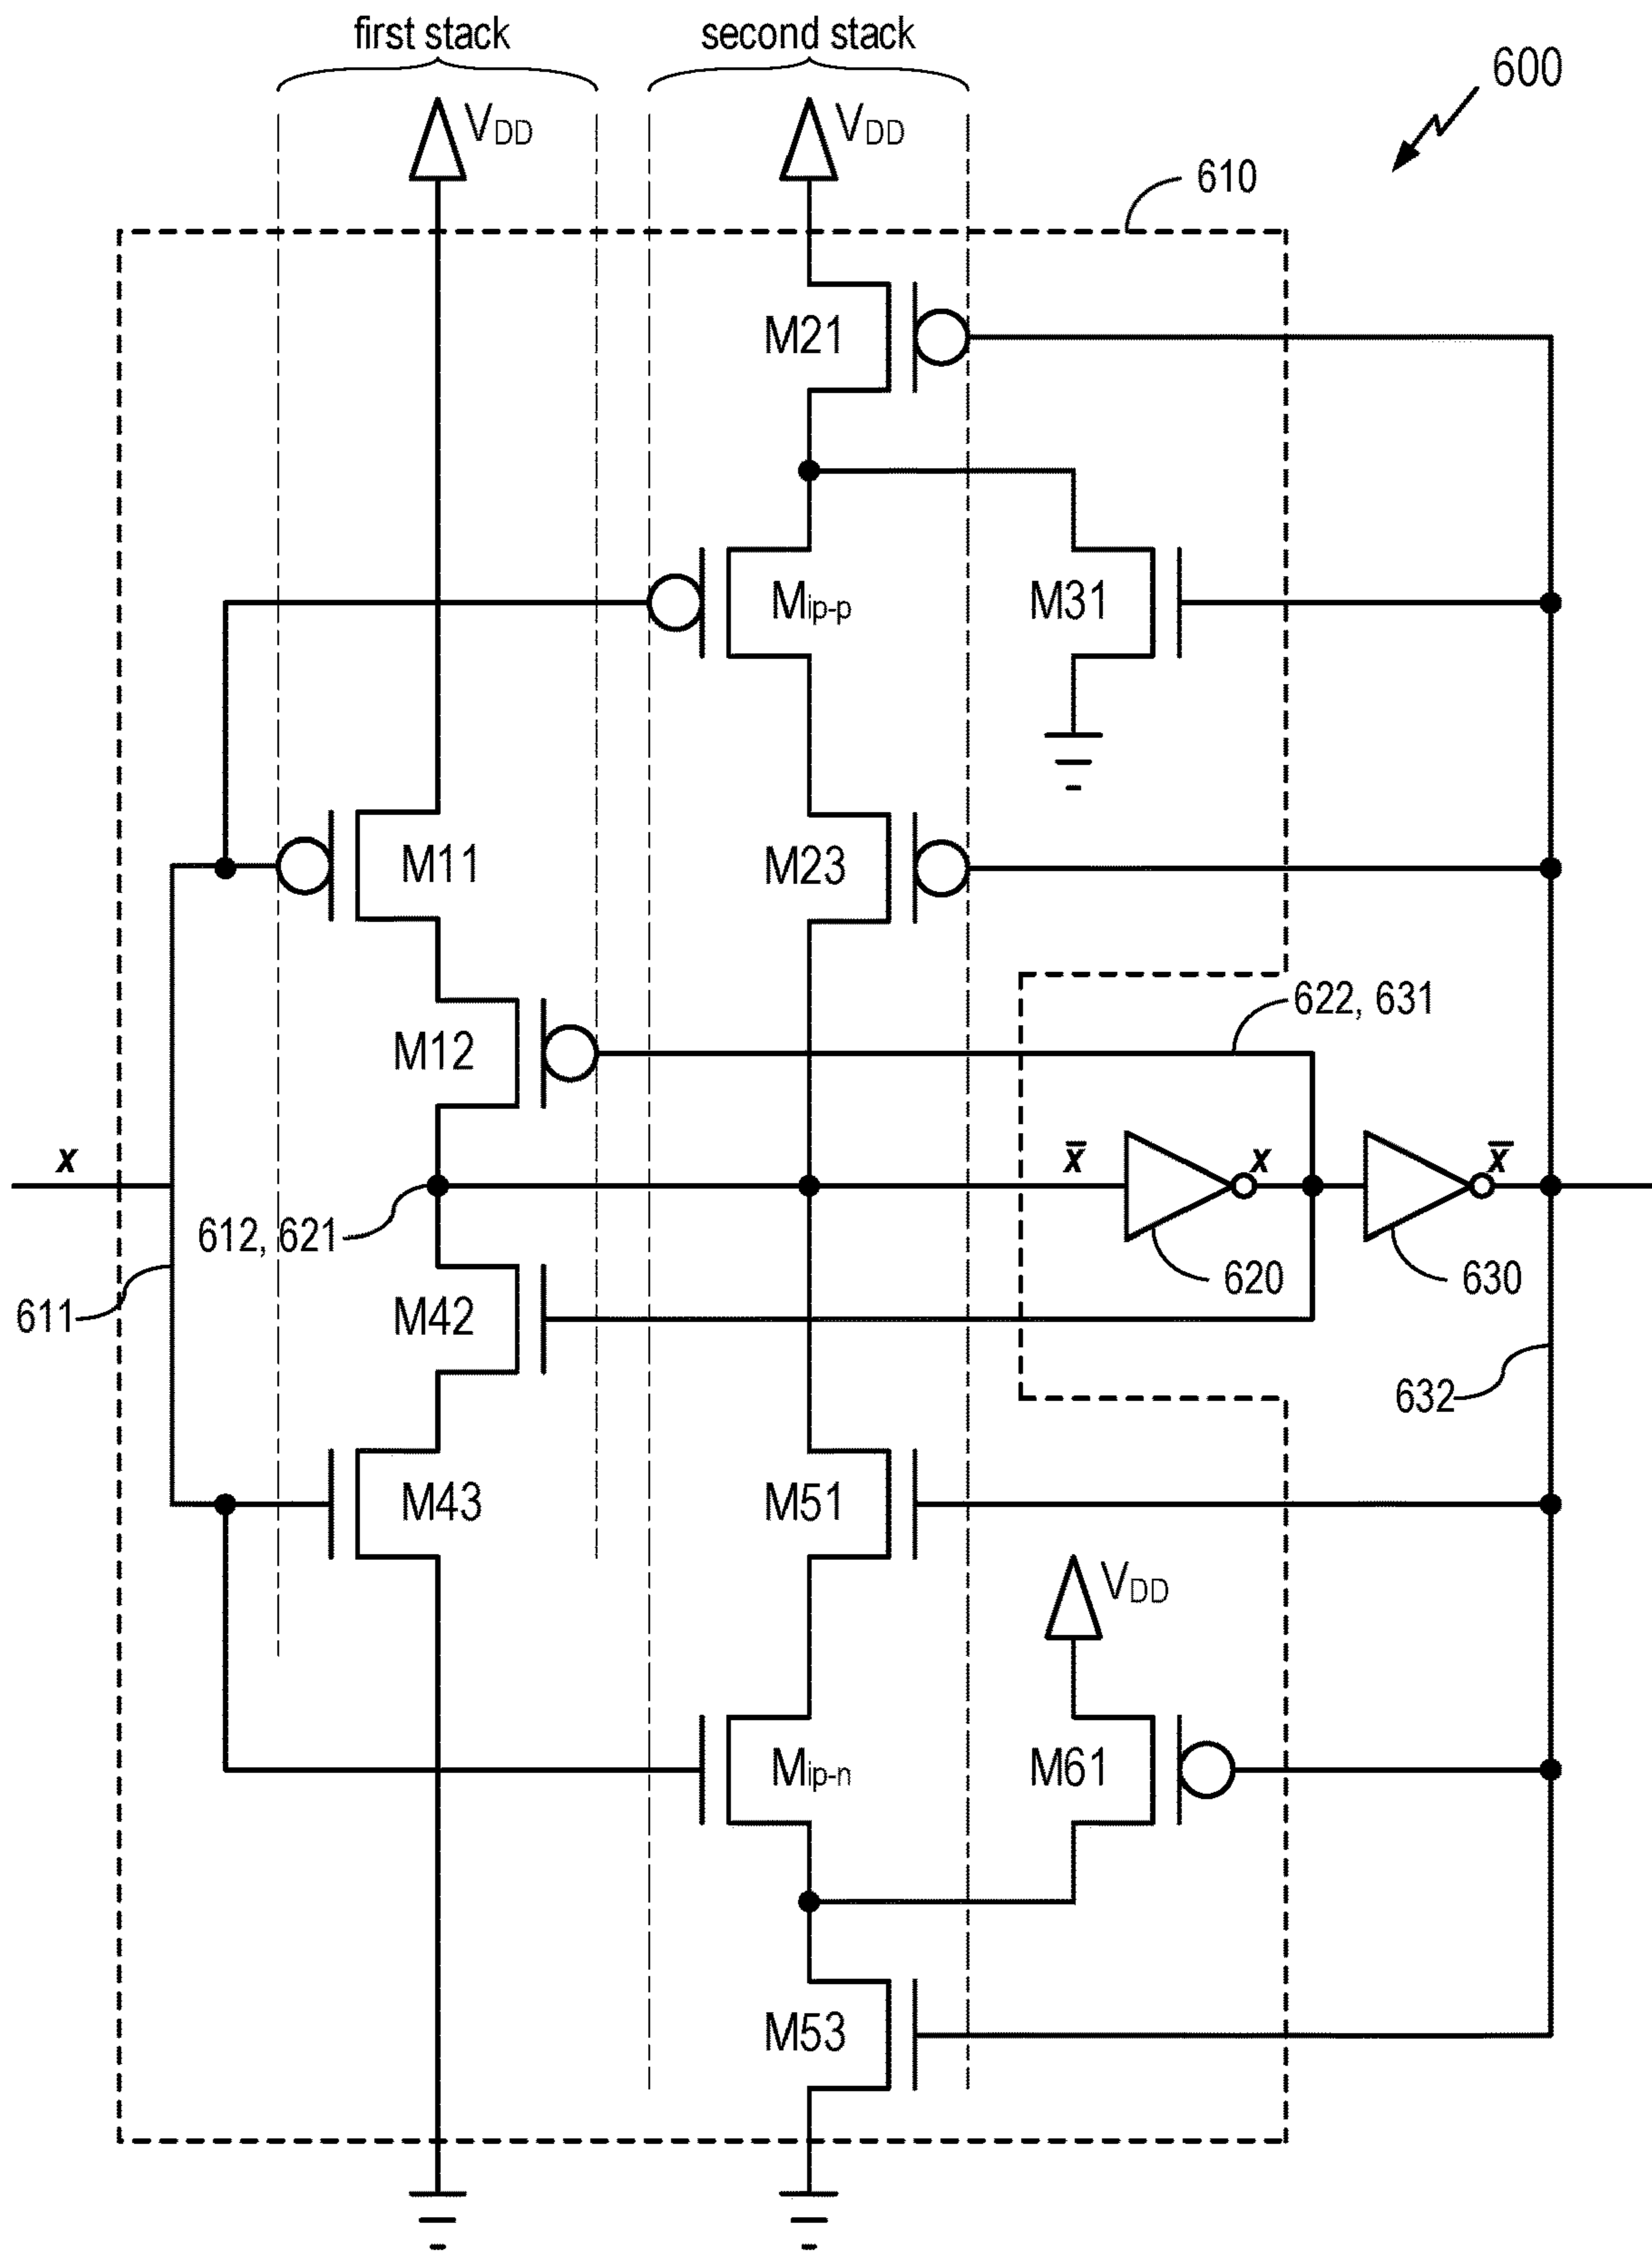 first stack
second stack
600
VDD
VDD
610
M21
Mip-p
M31
M11
M23
622, 631
M12
x
x̅
x
x̅
612, 621
620
630
611
M42
632
M43
M51
VDD
Mip-n
M61
M53